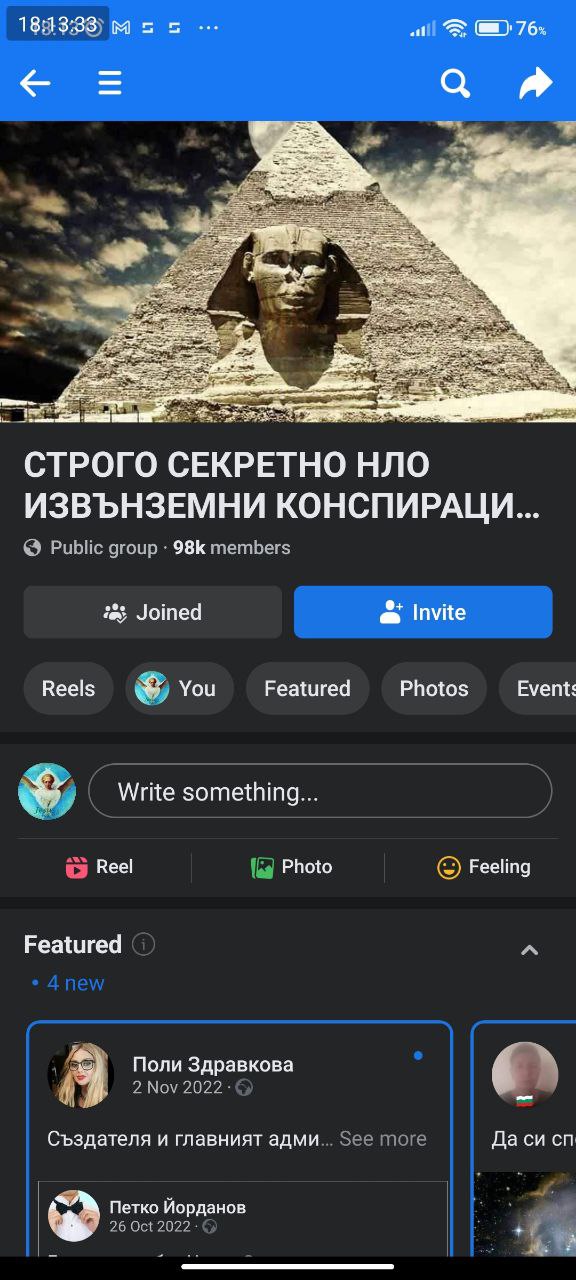 18:13:33
76%
СТРОГО СЕКРЕТНО НЛО
ИЗВЪНЗЕМНИ КОНСПИРАЦИ...
Public group · 98k members
Joined
Invite
Reels
You
Featured
Photos
Events
Write something...
Reel
Photo
Feeling
Featured
• 4 new
Поли Здравкова
2 Nov 2022 ·
Създателя и главният адми... See more
Да си сп
Петко Йорданов
26 Oct 2022 ·